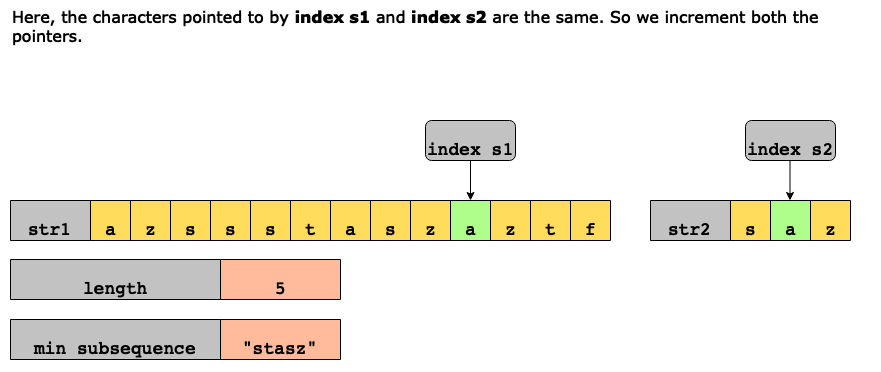 Here, the characters pointed to by index s1 and index s2 are the same. So we increment both the
pointers.
index s1 index s2
str1 a z s s s t a s z a z t f str2 s a z
length 5
min subsequence "stasz"